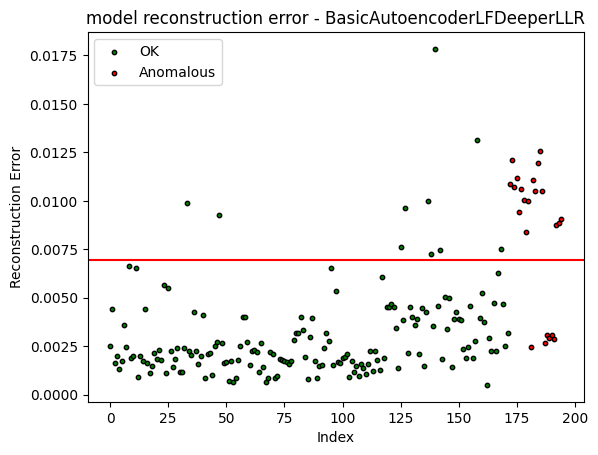 model reconstruction error - BasicAutoencoderLFDeeperLLR
OK
Anomalous
Reconstruction Error
0.0175
0.0150
0.0125
0.0100
0.0075
0.0050
0.0025
0.0000
0 25 50 75 100 125 150 175 200
Index